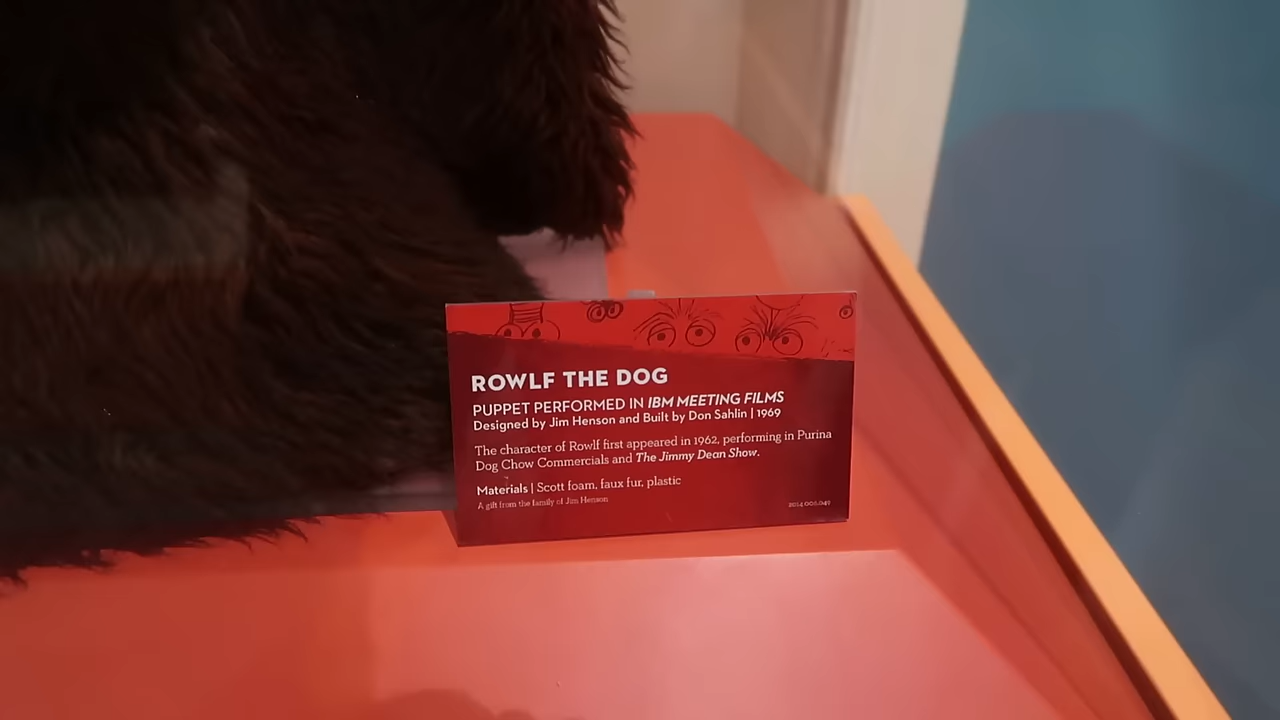 ROWLF THE DOG
PUPPET PERFORMED IN IBM MEETING FILMS
Designed by Jim Henson and Built by Don Sahlin | 1969
The character of Rowlf first appeared in 1962, performing in Purina
Dog Chow Commercials and The Jimmy Dean Show.
Materials | Scott foam, faux fur, plastic
A gift from the family of Jim Henson